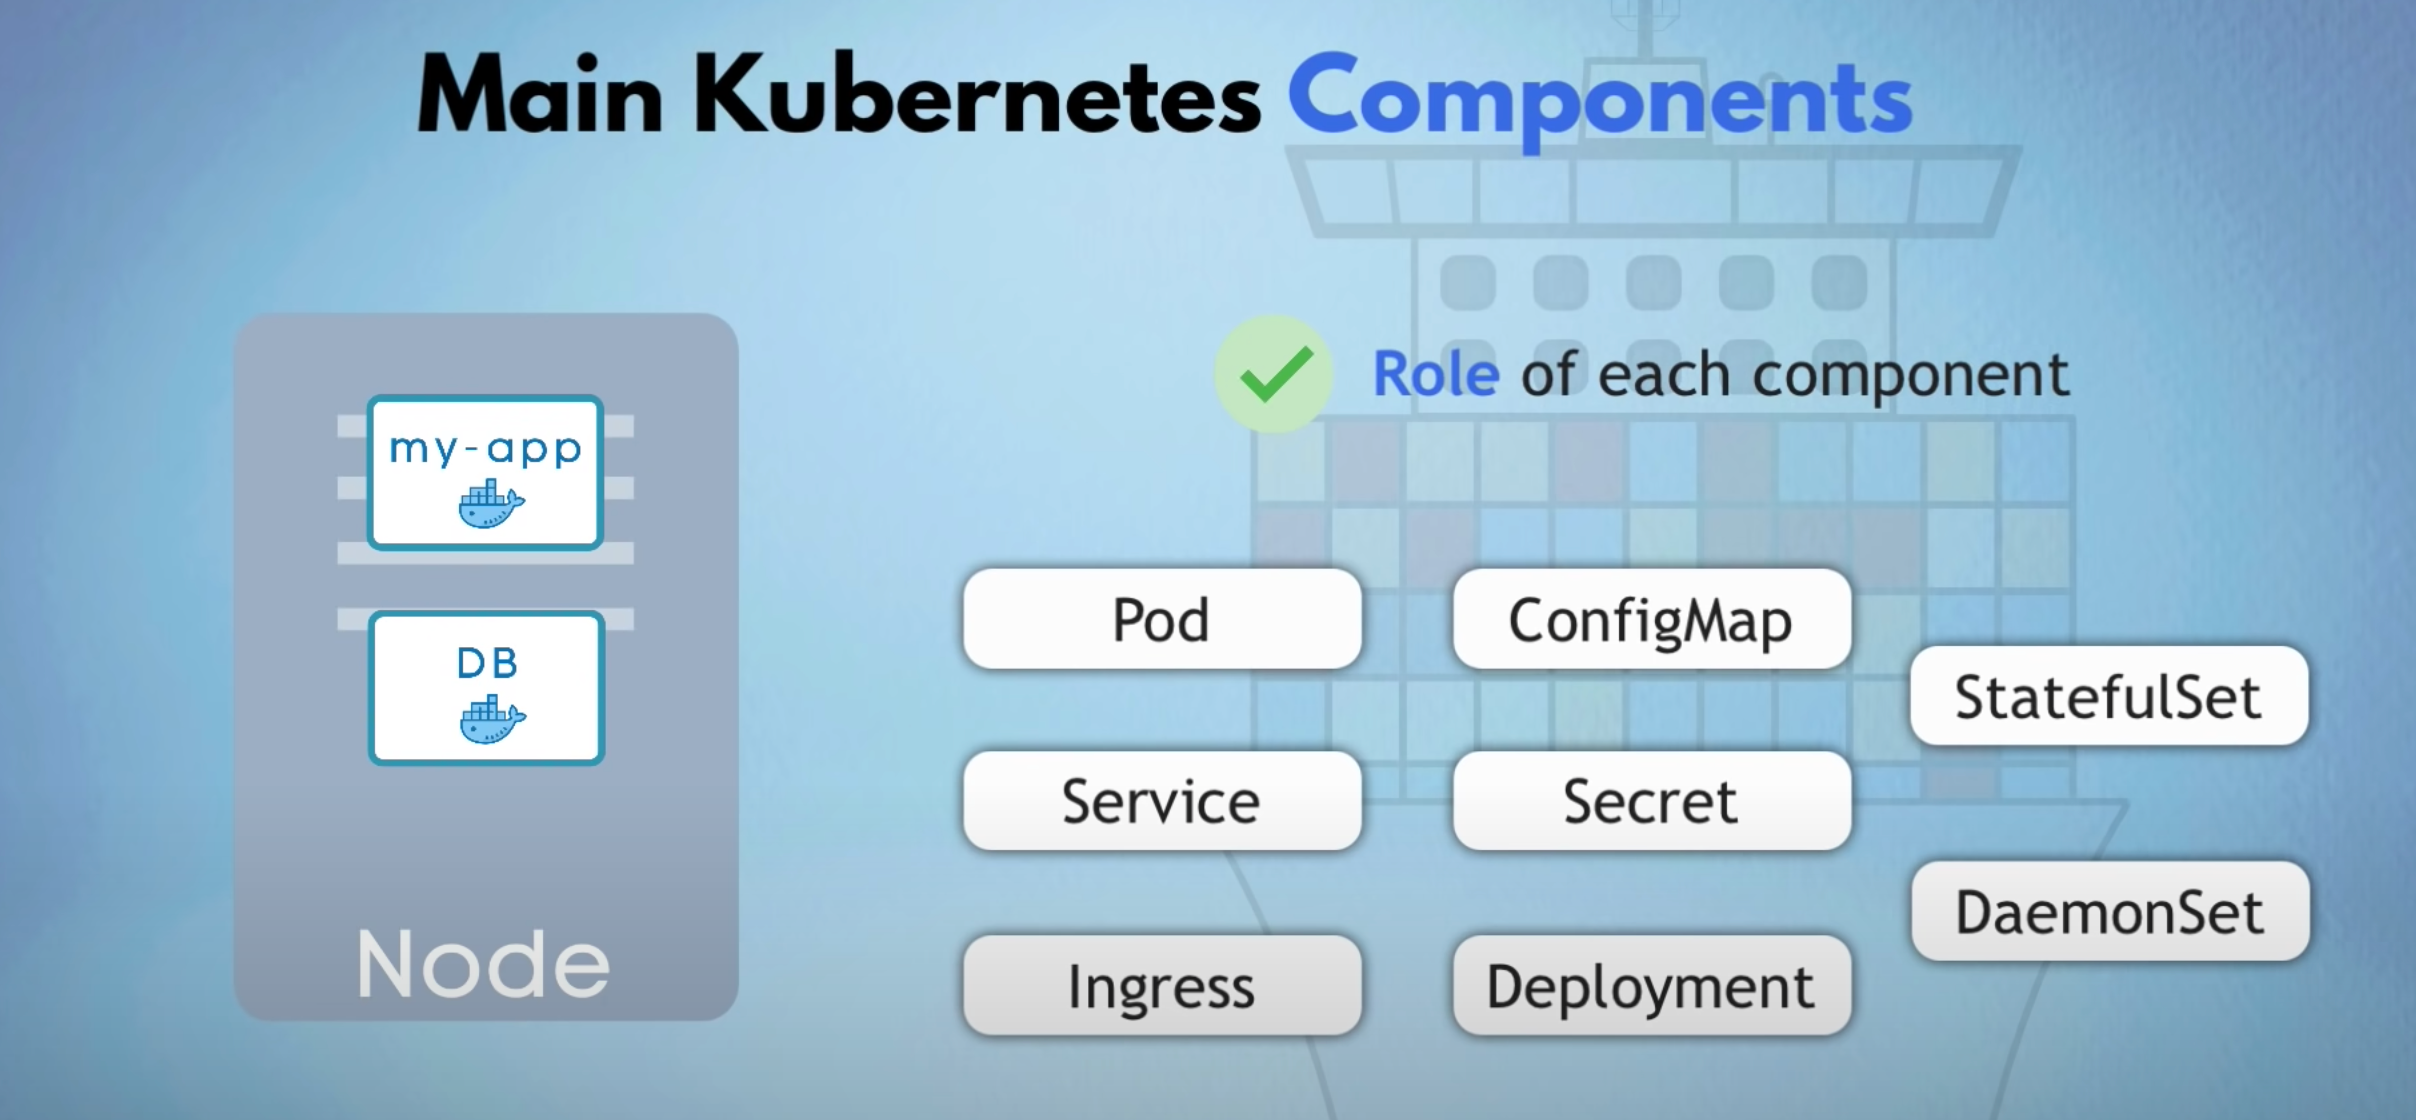 Main Kubernetes Components
my-app
DB
Node
Role of each component
Pod
ConfigMap
StatefulSet
Service
Secret
DaemonSet
Ingress
Deployment